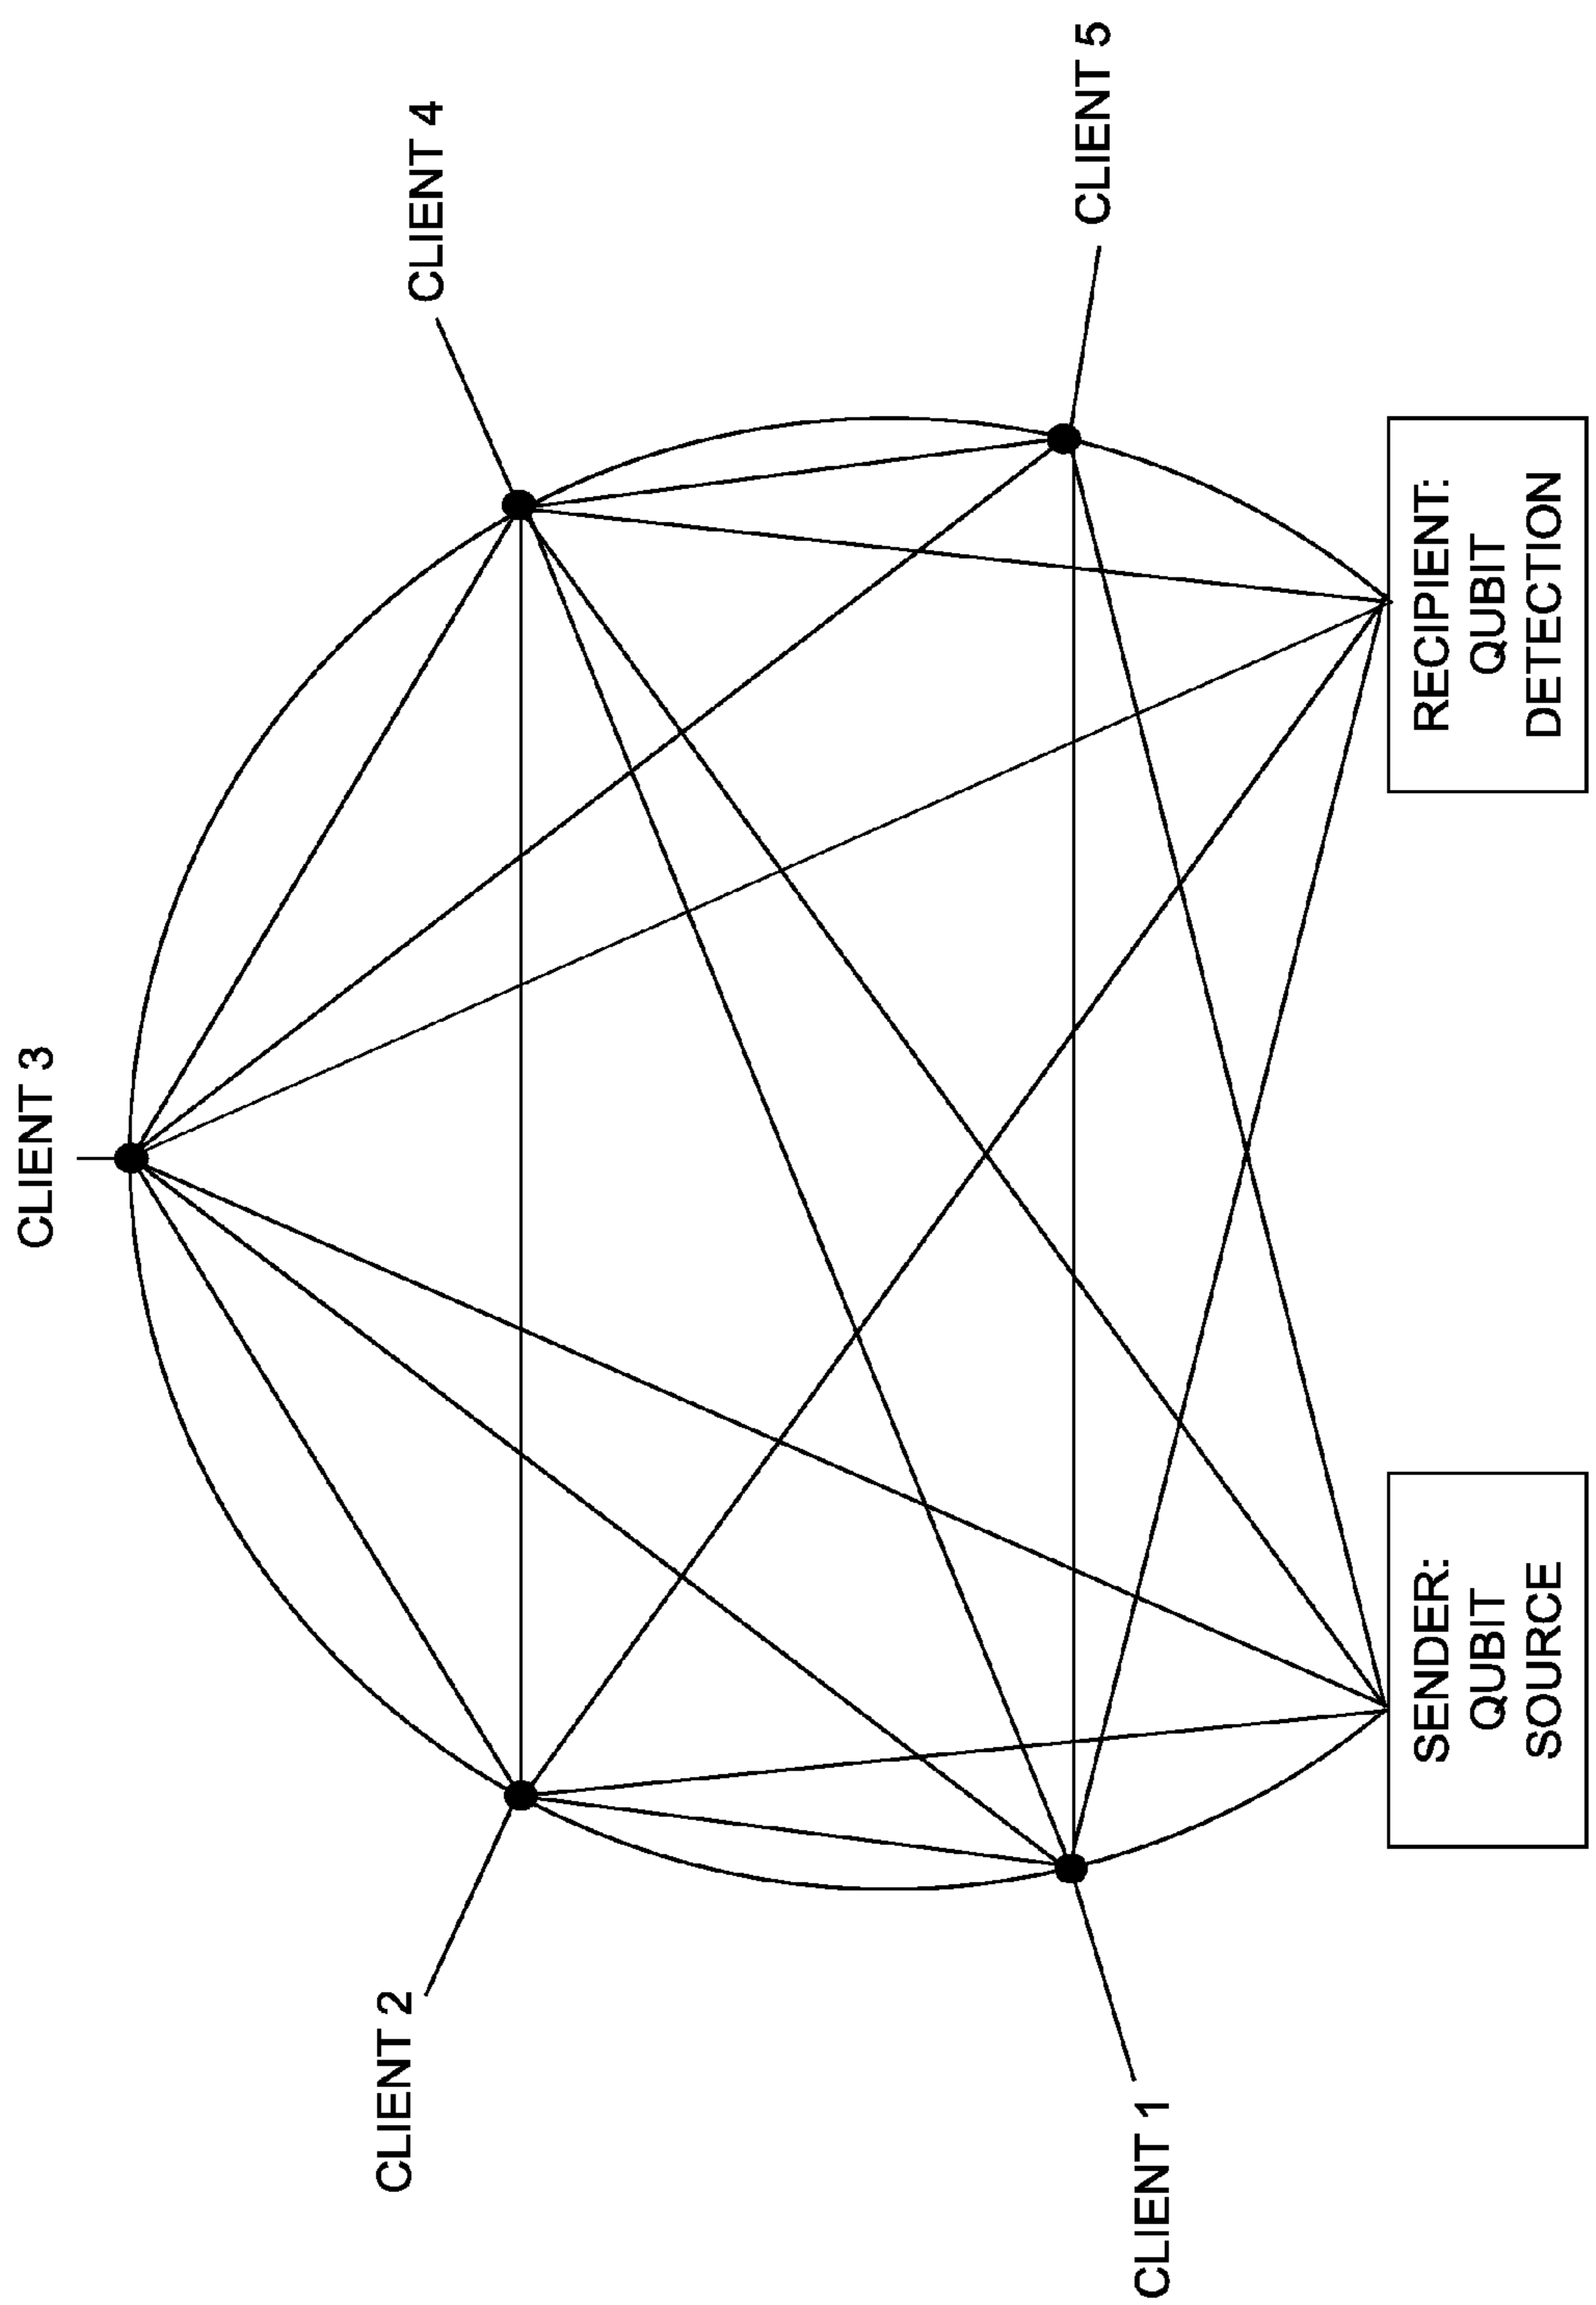 CLIENT 3
CLIENT 2
CLIENT 4
CLIENT 1
CLIENT 5
SENDER:
QUBIT
SOURCE
RECIPIENT:
QUBIT
DETECTION